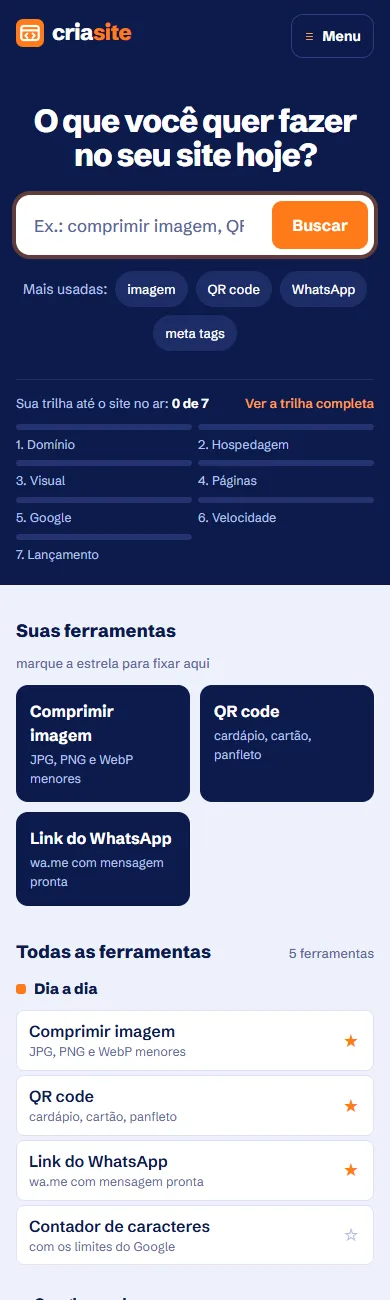 criasite
Menu
O que você quer fazer
no seu site hoje?
Ex.: comprimir imagem, QF
Buscar
Mais usadas: imagem QR code WhatsApp
meta tags
Sua trilha até o site no ar: 0 de 7
Ver a trilha completa
1. Domínio
2. Hospedagem
3. Visual
4. Páginas
5. Google
6. Velocidade
7. Lançamento
Suas ferramentas
marque a estrela para fixar aqui
Comprimir
imagem
JPG, PNG e WebP
menores
QR code
cardápio, cartão,
panfleto
Link do WhatsApp
wa.me com mensagem
pronta
Todas as ferramentas
5 ferramentas
Dia a dia
Comprimir imagem
JPG, PNG e WebP menores
QR code
cardápio, cartão, panfleto
Link do WhatsApp
wa.me com mensagem pronta
Contador de caracteres
com os limites do Google